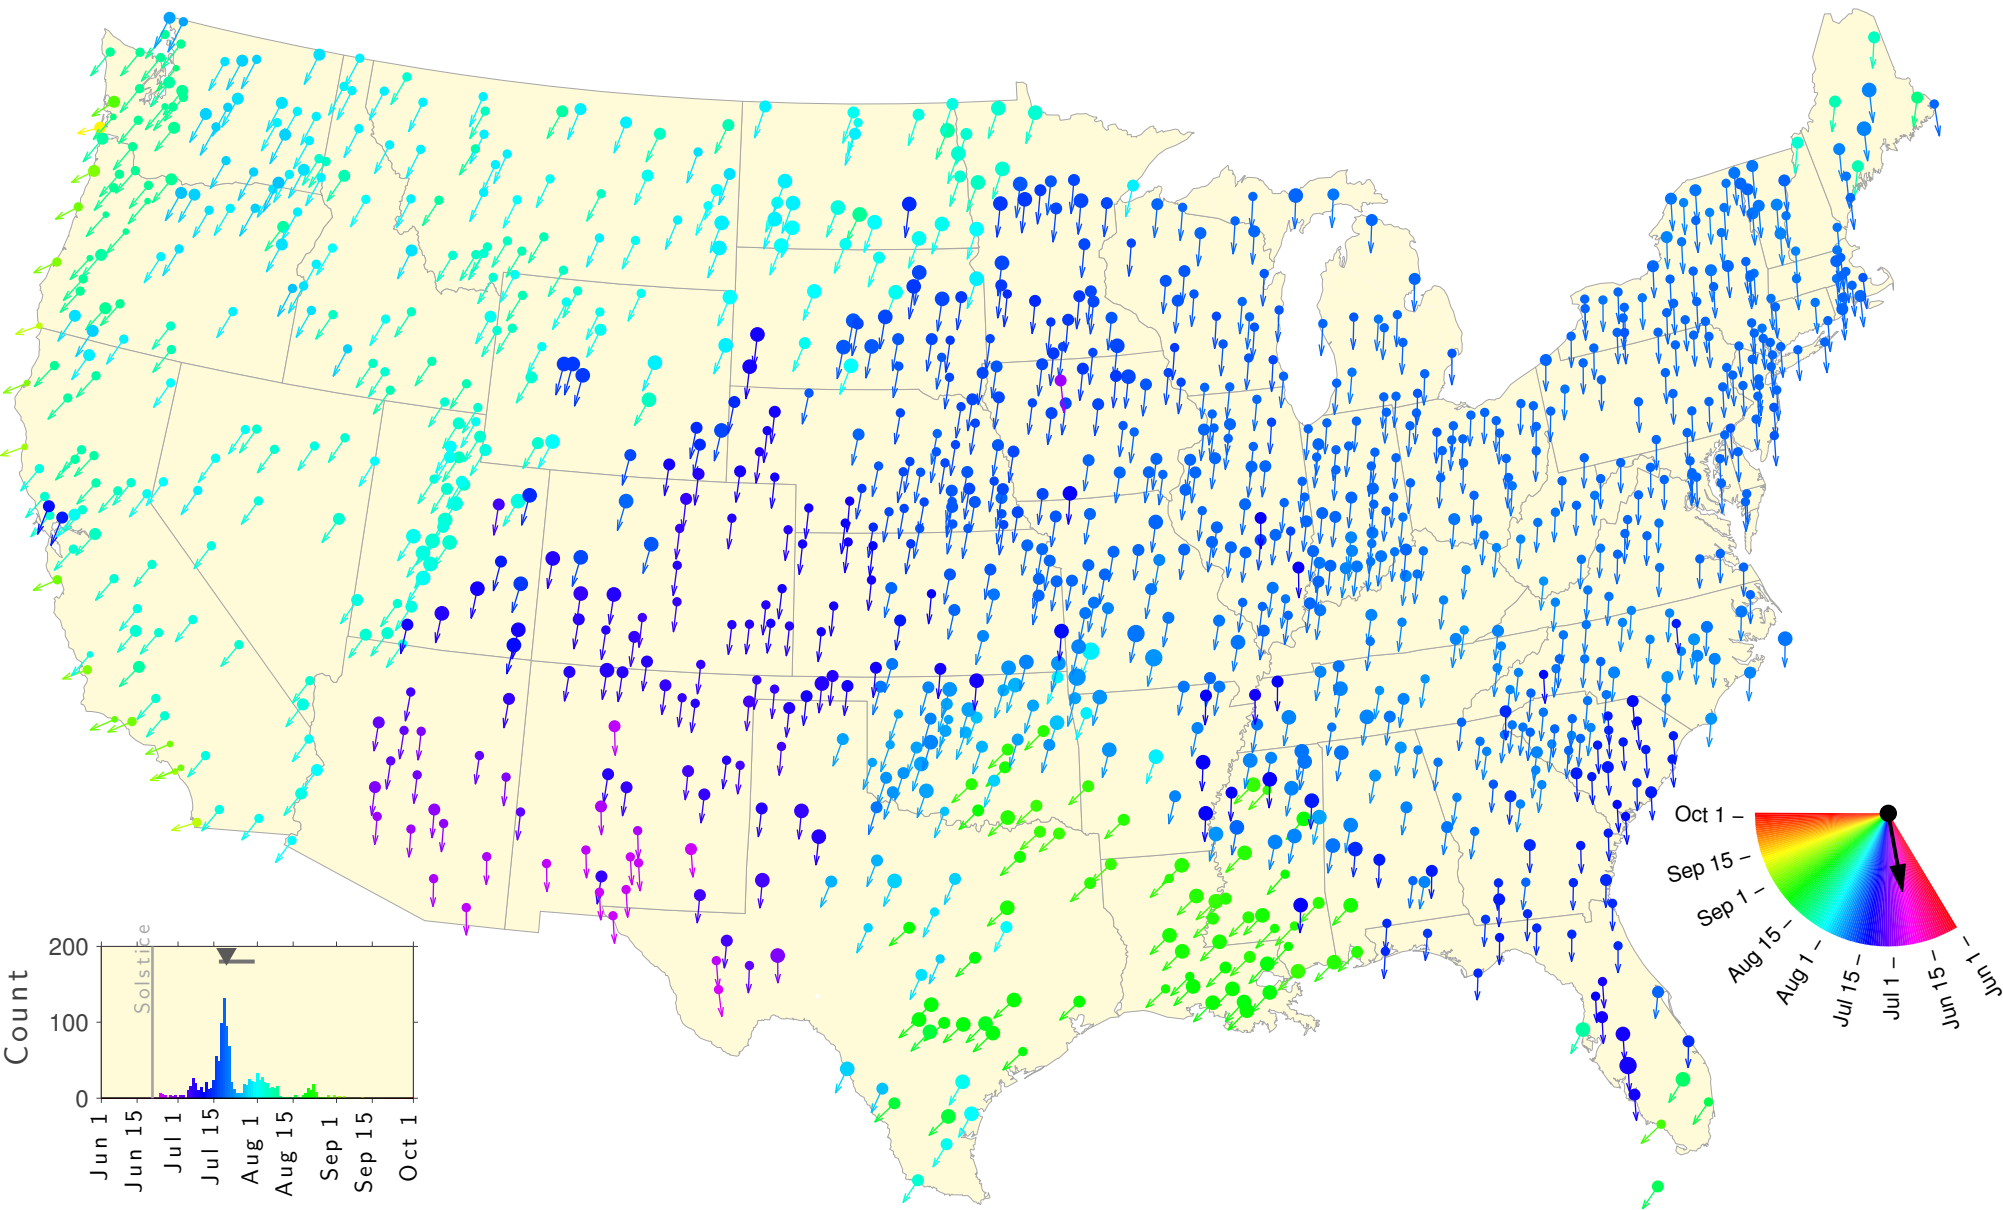 Oct 1 –
Sep 15 –
Sep 1 –
Aug 15 –
Aug 1 –
Jul 15 –
Jul 1 –
Jun 15 –
Jun 1 –
Solstice
Count
200
100
0
Jun 1
Jun 15
Jul 1
Jul 15
Aug 1
Aug 15
Sep 1
Sep 15
Oct 1